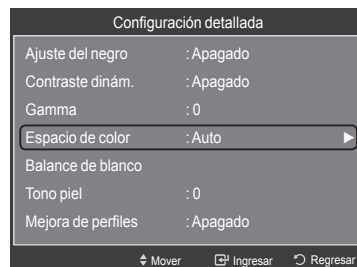 Configuración detallada
Ajuste del negro : Apagado
Contraste dinám. : Apagado
Gamma : 0
Espacio de color : Auto
Balance de blanco
Tono piel : 0
Mejora de perfiles : Apagado
Mover Ingresar Regresar